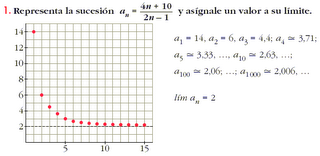 1. Representa la sucesión aₙ = (4n + 10)/(2n − 1) y asígnale un valor a su límite.
a₁ = 14, a₂ = 6, a₃ = 4,4; a₄ ≃ 3,71;
a₅ ≃ 3,33, ..., a₁₀ ≃ 2,63, ...;
a₁₀₀ ≃ 2,06; ...; a₁₀₀₀ ≃ 2,006, ...
lím aₙ = 2
14
12
10
8
6
4
2
5 10 15